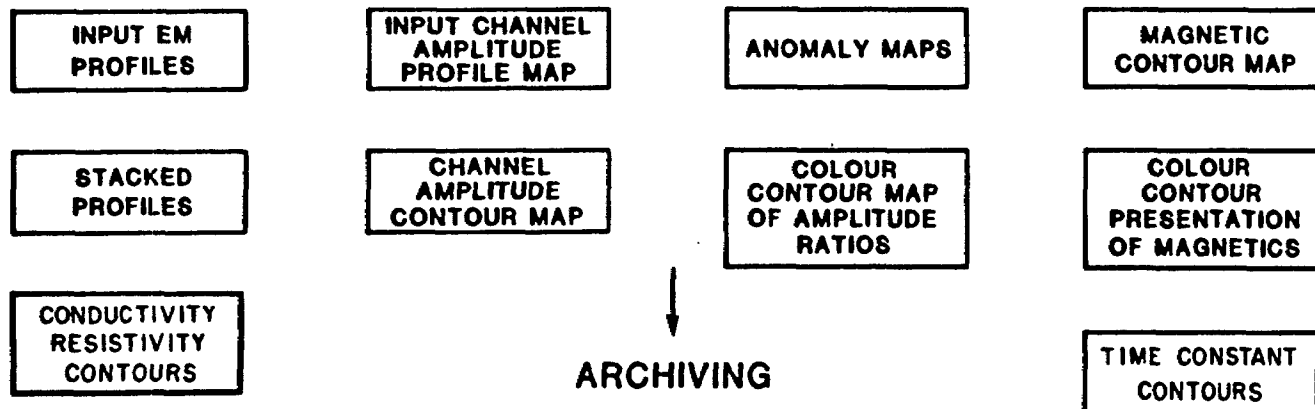 INPUT EM
PROFILES
INPUT CHANNEL
AMPLITUDE
PROFILE MAP
ANOMALY MAPS
MAGNETIC
CONTOUR MAP
STACKED
PROFILES
CHANNEL
AMPLITUDE
CONTOUR MAP
COLOUR
CONTOUR MAP
OF AMPLITUDE
RATIOS
COLOUR
CONTOUR
PRESENTATION
OF MAGNETICS
CONDUCTIVITY
RESISTIVITY
CONTOURS
ARCHIVING
TIME CONSTANT
CONTOURS